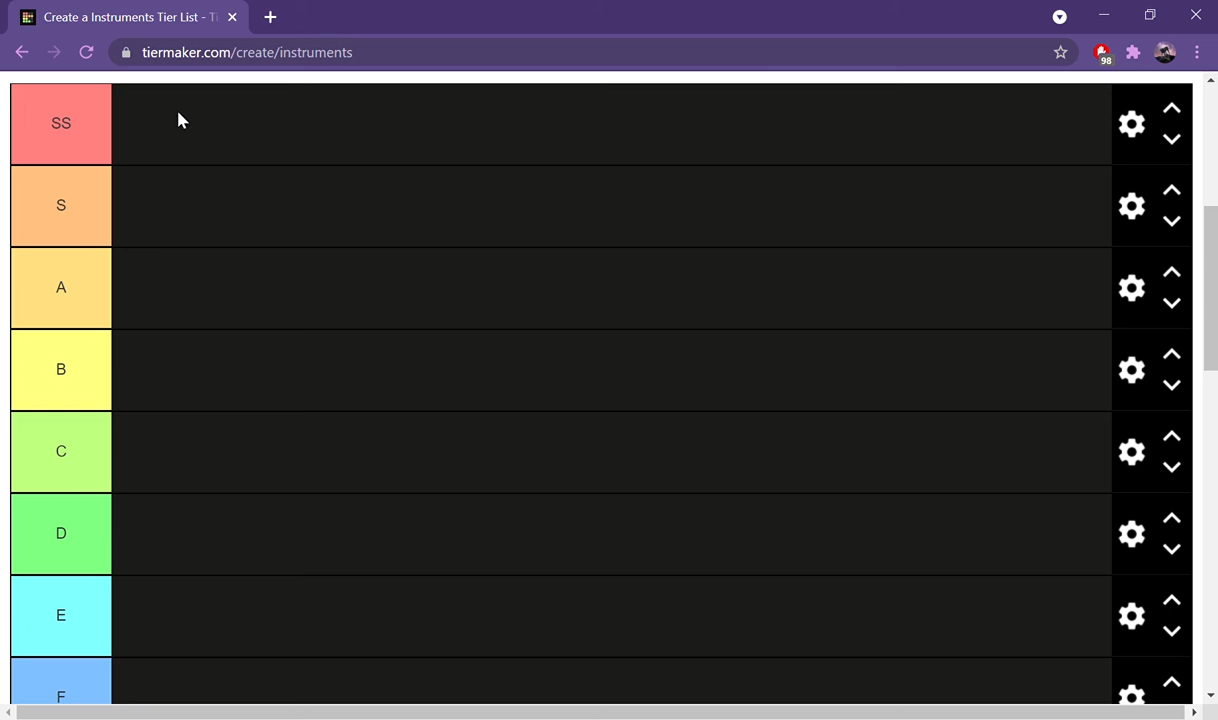 Create a Instruments Tier List - Ti
tiermaker.com/create/instruments
98
SS
S
A
B
C
D
E
F